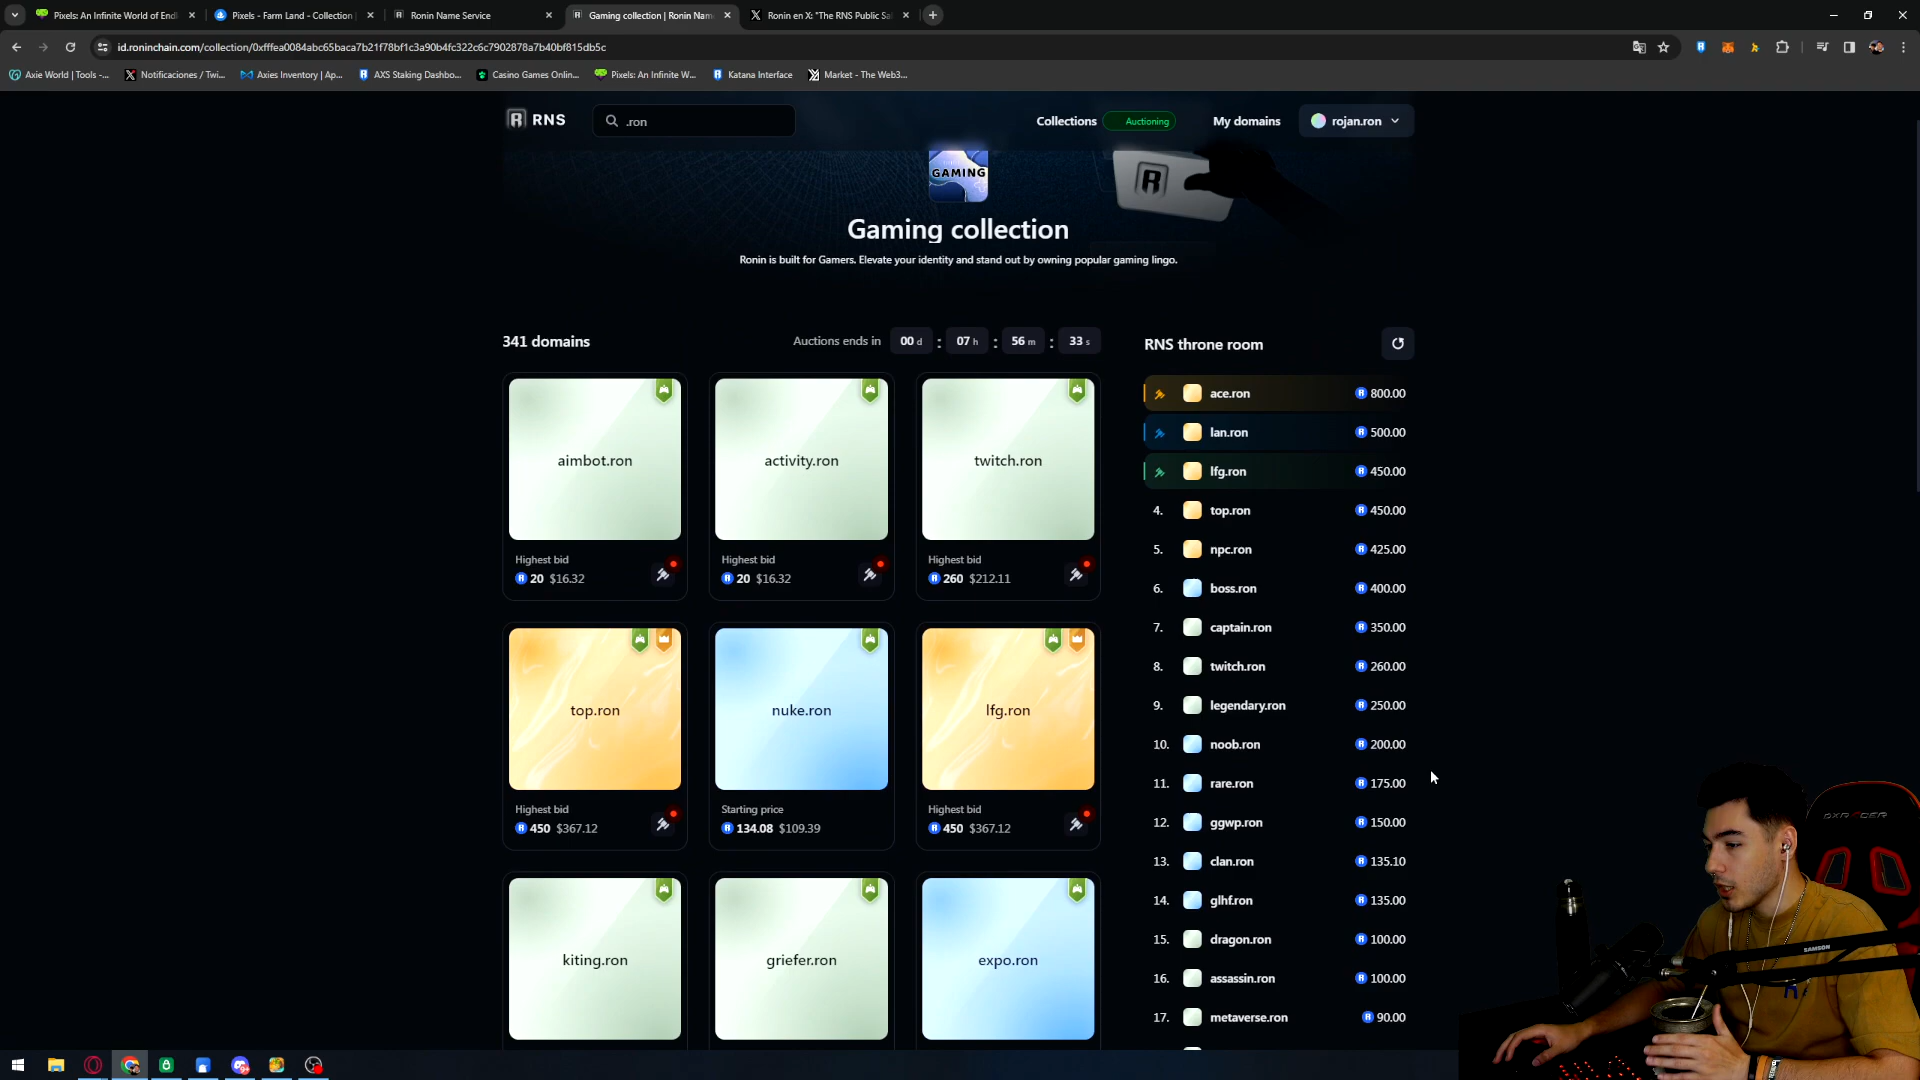 Pixels: An Infinite World of End
Pixels - Farm Land - Collection
Ronin Name Service
Gaming collection | Ronin Nam
Ronin en X: "The RNS Public Sa
id.roninchain.com/collection/0xfffea0084abc65baca7b21f78bf1c3a90b4fc322c6c7902878a7b40bf815db5c
Axie World | Tools -...
Notificaciones / Twi...
Axies Inventory | Ap...
AXS Staking Dashbo...
Casino Games Onlin...
Pixels: An Infinite W...
Katana Interface
Market - The Web3...
RNS
.ron
Collections
Auctioning
My domains
rojan.ron
GAMING
Gaming collection
Ronin is built for Gamers. Elevate your identity and stand out by owning popular gaming lingo.
341 domains
Auctions ends in 00 d : 07 h : 56 m : 33 s
aimbot.ron
Highest bid
20 $16.32
activity.ron
Highest bid
20 $16.32
twitch.ron
Highest bid
260 $212.11
top.ron
Highest bid
450 $367.12
nuke.ron
Starting price
134.08 $109.39
lfg.ron
Highest bid
450 $367.12
kiting.ron
griefer.ron
expo.ron
RNS throne room
ace.ron 800.00
lan.ron 500.00
lfg.ron 450.00
4. top.ron 450.00
5. npc.ron 425.00
6. boss.ron 400.00
7. captain.ron 350.00
8. twitch.ron 260.00
9. legendary.ron 250.00
10. noob.ron 200.00
11. rare.ron 175.00
12. ggwp.ron 150.00
13. clan.ron 135.10
14. glhf.ron 135.00
15. dragon.ron 100.00
16. assassin.ron 100.00
17. metaverse.ron 90.00
SAMSON